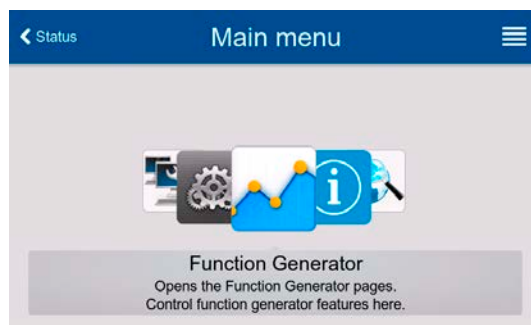 Status
Main menu
Function Generator
Opens the Function Generator pages.
Control function generator features here.